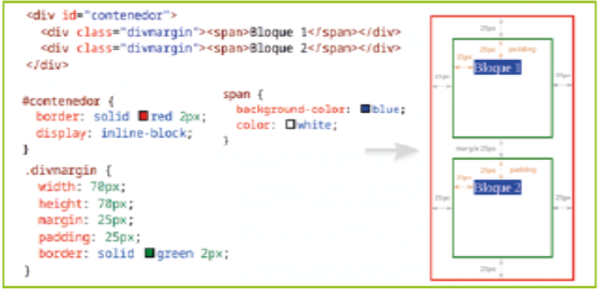 <div id="contenedor">
<div class="divmargin"><span>Bloque 1</span></div>
<div class="divmargin"><span>Bloque 2</span></div>
</div>
#contenedor {
border: solid red 2px;
display: inline-block;
}
.divmargin {
width: 70px;
height: 70px;
margin: 25px;
padding: 25px;
border: solid green 2px;
}
span {
background-color: blue;
color: white;
}
25px
25px padding
25px
Bloque 1
25px
25px
margin 25px
25px padding
25px
Bloque 2
25px
25px
25px